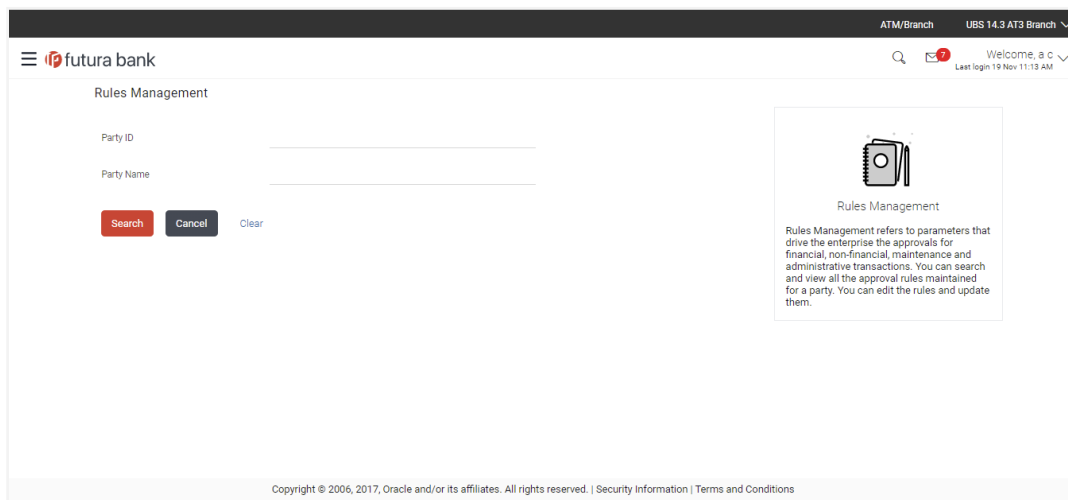 ATM/Branch UBS 14.3 AT3 Branch
futura bank
7
Welcome, a c
Last login 19 Nov 11:13 AM
Rules Management
Party ID
Party Name
Search Cancel Clear
Rules Management
Rules Management refers to parameters that
drive the enterprise the approvals for
financial, non-financial, maintenance and
administrative transactions. You can search
and view all the approval rules maintained
for a party. You can edit the rules and update
them.
Copyright © 2006, 2017, Oracle and/or its affiliates. All rights reserved. | Security Information | Terms and Conditions